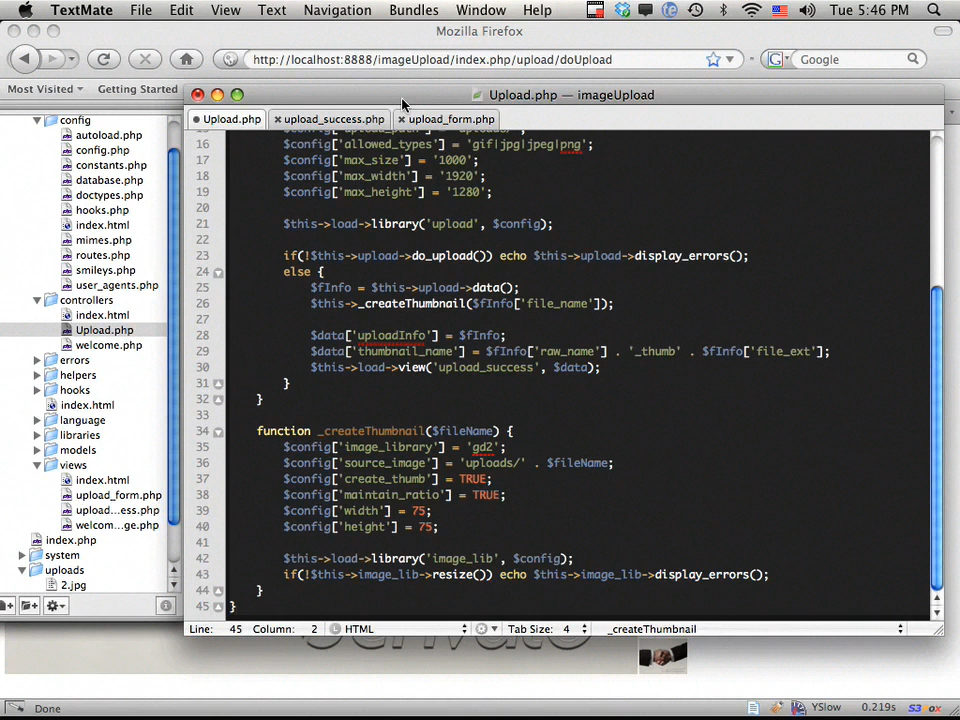 TextMate File Edit View Text Navigation Bundles Window Help Tue 5:46 PM
Mozilla Firefox
http://localhost:8888/imageUpload/index.php/upload/doUpload
Google
Most Visited
Getting Started
Upload.php — imageUpload
Upload.php
upload_success.php
upload_form.php
config
autoload.php
config.php
constants.php
database.php
doctypes.php
hooks.php
index.html
mimes.php
routes.php
smileys.php
user_agents.php
controllers
index.html
Upload.php
welcome.php
errors
helpers
hooks
index.html
language
libraries
models
views
index.html
upload_form.php
upload...ess.php
welcom...ge.php
index.php
system
uploads
2.jpg
16 $config['allowed_types'] = 'gif|jpg|jpeg|png';
17 $config['max_size'] = '1000';
18 $config['max_width'] = '1920';
19 $config['max_height'] = '1280';
20
21 $this->load->library('upload', $config);
22
23 if(!$this->upload->do_upload()) echo $this->upload->display_errors();
24 else {
25 $fInfo = $this->upload->data();
26 $this->_createThumbnail($fInfo['file_name']);
27
28 $data['uploadInfo'] = $fInfo;
29 $data['thumbnail_name'] = $fInfo['raw_name'] . '_thumb' . $fInfo['file_ext'];
30 $this->load->view('upload_success', $data);
31 }
32 }
33
34 function _createThumbnail($fileName) {
35 $config['image_library'] = 'gd2';
36 $config['source_image'] = 'uploads/' . $fileName;
37 $config['create_thumb'] = TRUE;
38 $config['maintain_ratio'] = TRUE;
39 $config['width'] = 75;
40 $config['height'] = 75;
41
42 $this->load->library('image_lib', $config);
43 if(!$this->image_lib->resize()) echo $this->image_lib->display_errors();
44 }
45 }
Line: 45 Column: 2 HTML Tab Size: 4 _createThumbnail
Done
YSlow 0.219s S3Fox